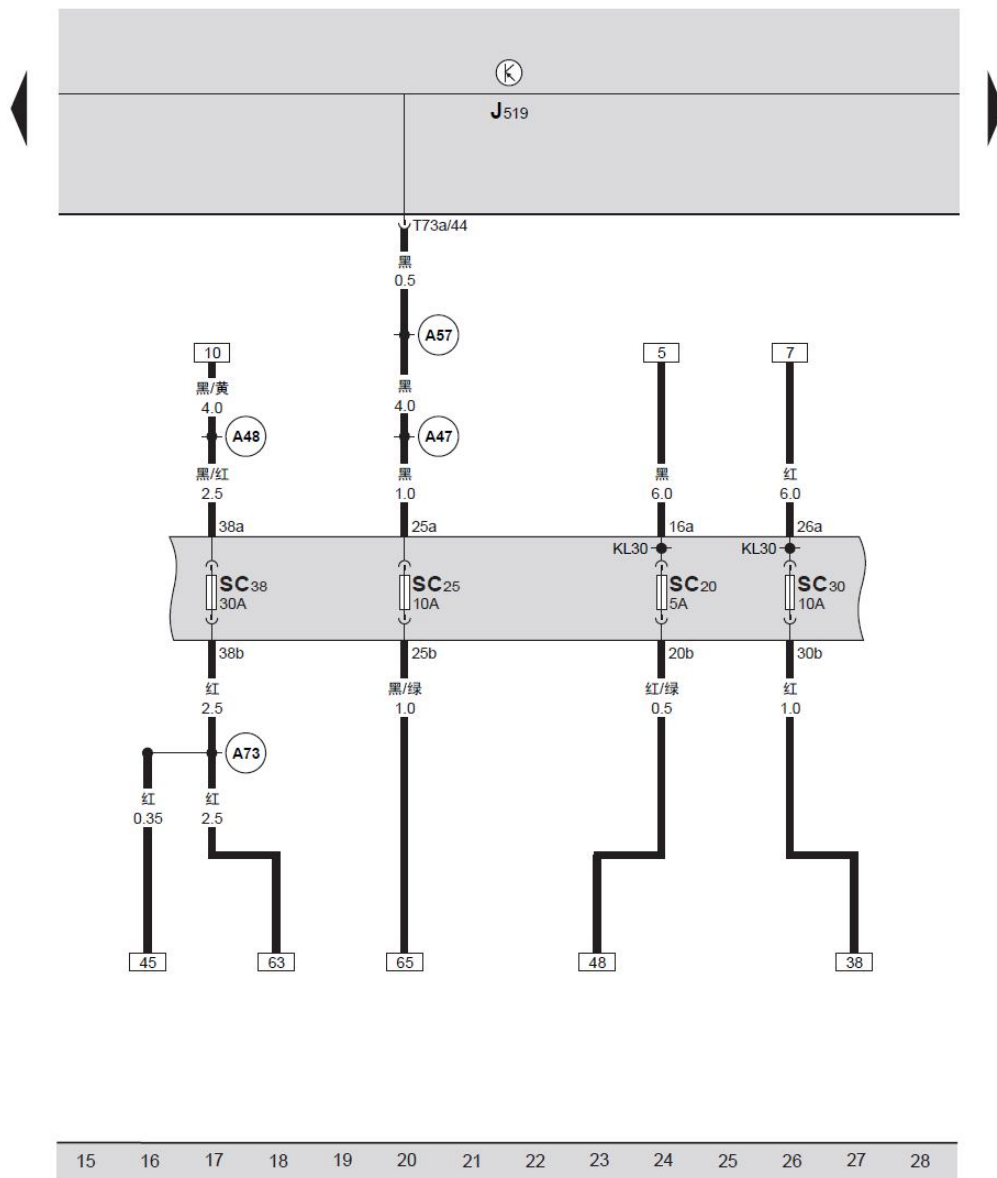 J519
T73a/44
黑
0.5
A57
10 5 7
黑/黄 黑
4.0 4.0
A48 A47
黑/红 黑 黑 红
2.5 1.0 6.0 6.0
38a 25a 16a 26a
KL30 KL30
SC38 SC25 SC20 SC30
30A 10A 5A 10A
38b 25b 20b 30b
红 黑/绿 红/绿 红
2.5 1.0 0.5 1.0
A73
红 红
0.35 2.5
45 63 65 48 38
15 16 17 18 19 20 21 22 23 24 25 26 27 28